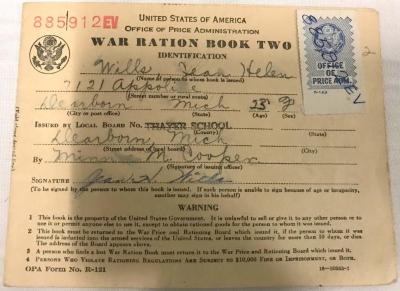 885912EV
UNITED STATES OF AMERICA
OFFICE OF PRICE ADMINISTRATION
WAR RATION BOOK TWO
IDENTIFICATION
OFFICE
OF
PRICE ADM.
Wills Jean Helen
(Name of person to whom book is issued)
7121 Appoline
(Street number or rural route)
Dearborn Mich 23 F
(City or post office) (State) (Age) (Sex)
ISSUED BY LOCAL BOARD NO. THAYER SCHOOL
(County) (State)
Dearborn, Mich
(Street address of local board) (City) (State)
By Minnie M. Cooper
SIGNATURE Jean H. Wills
(To be signed by the person to whom this book is issued. If such person is unable to sign because of age or incapacity, another may sign in his behalf)
WARNING
1 This book is the property of the United States Government. It is unlawful to sell or give it to any other person or to use it or permit anyone else to use it, except to obtain rationed goods for the person to whom it was issued.
2 This book must be returned to the War Price and Rationing Board which issued it, if the person to whom it was issued is inducted into the armed services of the United States, or leaves the country for more than 30 days, or dies. The address of the Board appears above.
3 A person who finds a lost War Ration Book must return it to the War Price and Rationing Board which issued it.
4 PERSONS WHO VIOLATE RATIONING REGULATIONS ARE SUBJECT TO $10,000 FINE OR IMPRISONMENT, OR BOTH.
OPA Form No. R-121